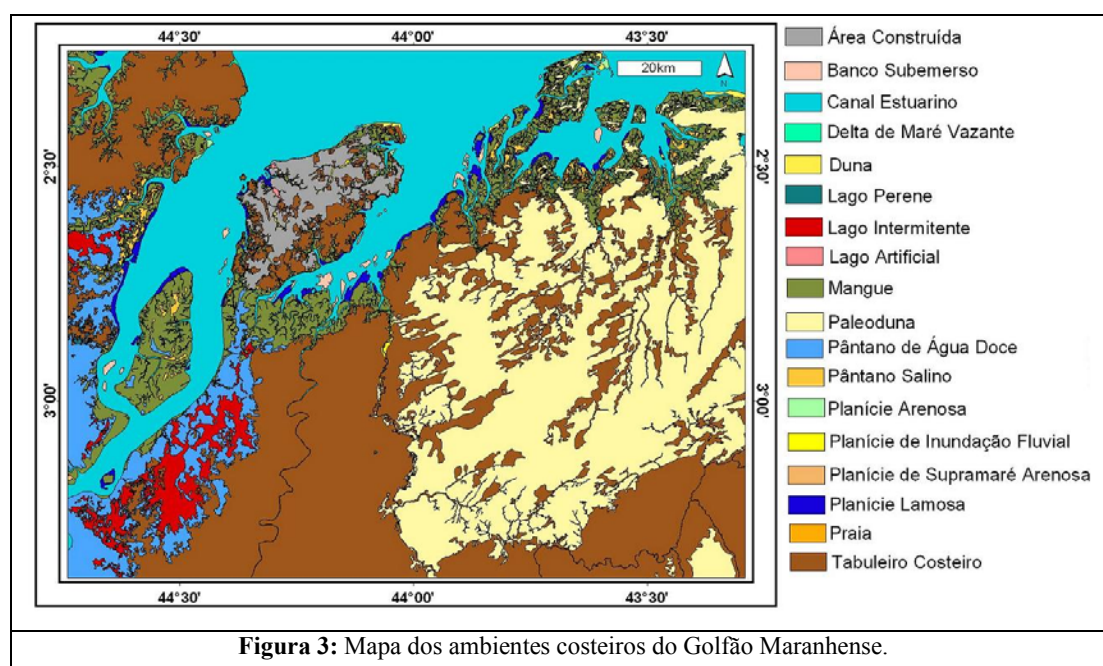 44°30'
44°00'
43°30'
20km
N
2°30'
2°30'
3°00'
3°00'
44°30'
44°00'
43°30'
Área Construída
Banco Submerso
Canal Estuarino
Delta de Maré Vazante
Duna
Lago Perene
Lago Intermitente
Lago Artificial
Mangue
Paleoduna
Pântano de Água Doce
Pântano Salino
Planície Arenosa
Planície de Inundação Fluvial
Planície de Supramaré Arenosa
Planície Lamosa
Praia
Tabuleiro Costeiro
Figura 3: Mapa dos ambientes costeiros do Golfão Maranhense.